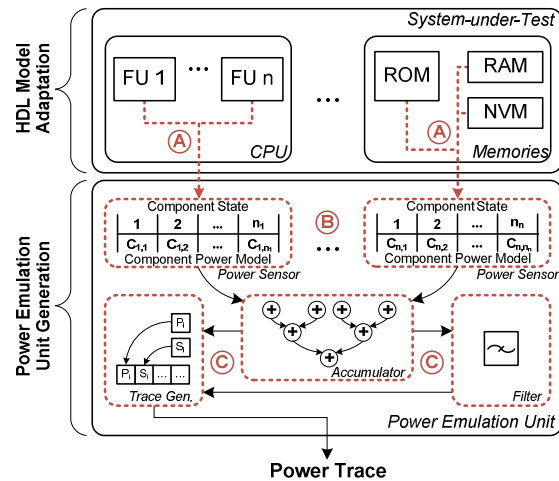 System-under-Test
HDL Model
Adaptation
FU 1 ... FU n
...
ROM
RAM
NVM
A
A
CPU
Memories
Power Emulation
Unit Generation
Component State
1 2 ... n1
C1,1 C1,2 ... C1,n1
Component Power Model
Power Sensor
B
...
Component State
1 2 ... nn
Cn,1 Cn,2 ... Cn,nn
Component Power Model
Power Sensor
Pi
Si
Pi Si ... ...
Trace Gen.
C
+ + + +
+ +
+
Accumulator
C
Filter
Power Emulation Unit
Power Trace